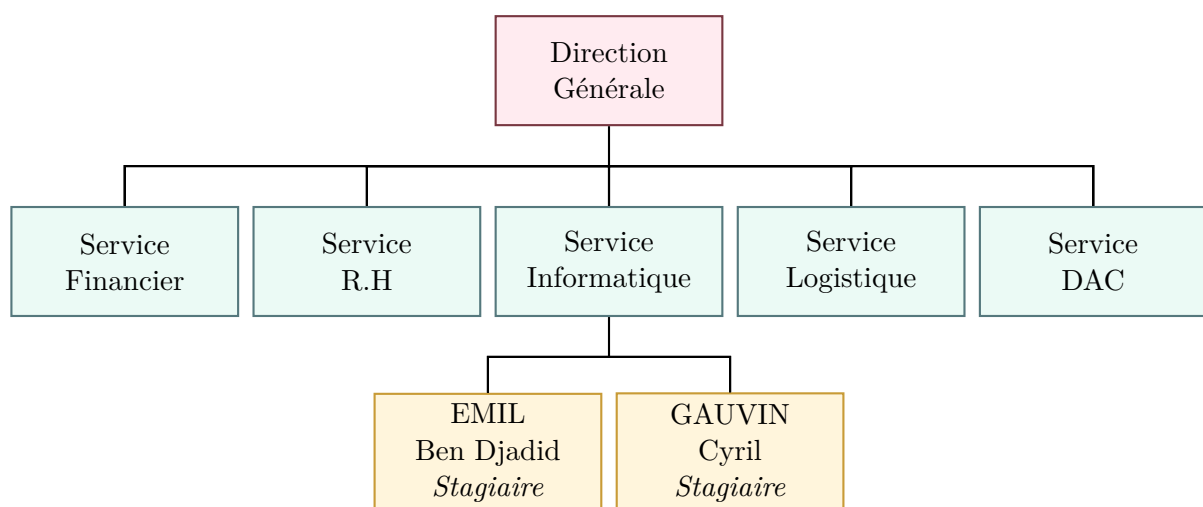 Direction
Générale
Service
Financier
Service
R.H
Service
Informatique
Service
Logistique
Service
DAC
EMIL
Ben Djadid
Stagiaire
GAUVIN
Cyril
Stagiaire